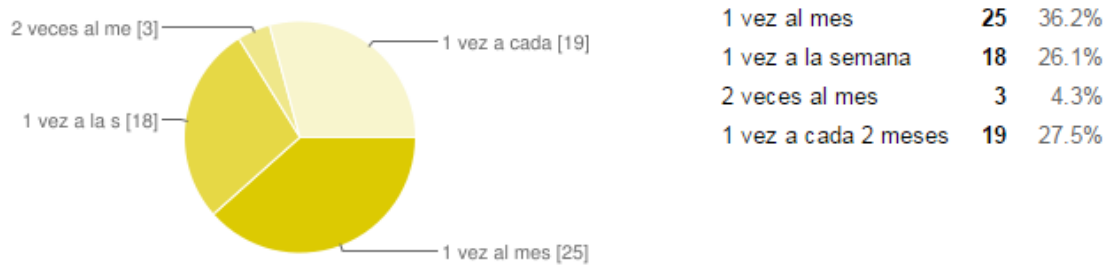 2 veces al me [3]
1 vez a cada [19]
1 vez a la s [18]
1 vez al mes [25]
1 vez al mes 25 36.2%
1 vez a la semana 18 26.1%
2 veces al mes 3 4.3%
1 vez a cada 2 meses 19 27.5%